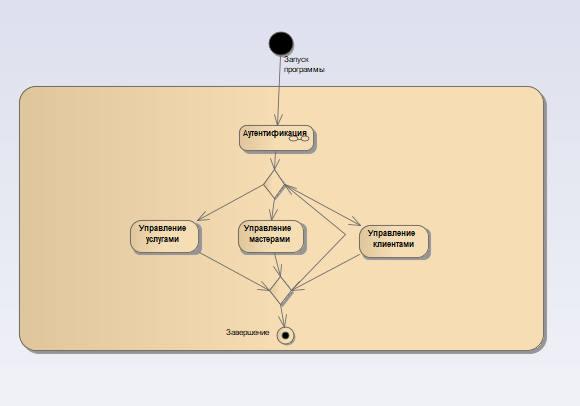 Запуск
программы
Аутентификация
Управление
услугами
Управление
мастерами
Управление
клиентами
Завершение